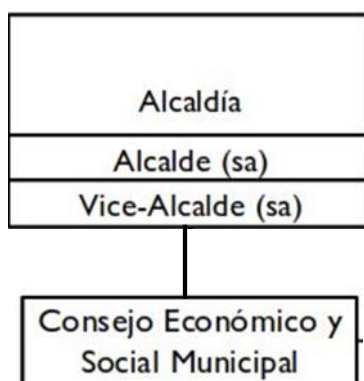 Alcaldía
Alcalde (sa)
Vice-Alcalde (sa)
Consejo Económico y
Social Municipal